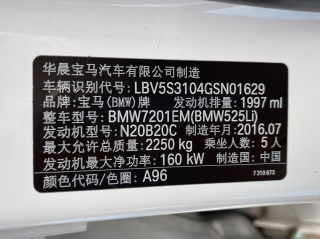 华晨宝马汽车有限公司制造
车辆识别代号: LBV5S3104GSN01629
品牌: 宝马(BMW)牌 发动机排量: 1997 ml
整车型号: BMW7201EM(BMW525Li)
发动机型号: N20B20C 制造年月: 2016.07
最大允许总质量: 2250 kg 乘坐人数: 5 人
发动机最大净功率: 160 kW 制造国: 中国
颜色代码/色圈: A96
7 310 673